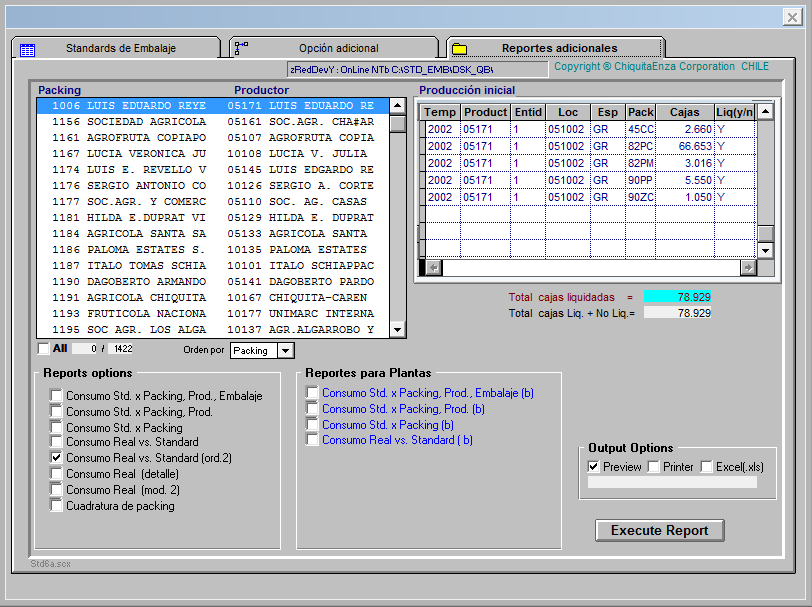 Standards de Embalaje
Opción adicional
Reportes adicionales
zRedDevY : OnLine NTb C:\STD_EMB\DSK_QB\
Copyright ® ChiquitaEnza Corporation CHILE
Packing Productor
1006 LUIS EDUARDO REYE 05171 LUIS EDUARDO RE
1156 SOCIEDAD AGRICOLA 05161 SOC.AGR. CHA#AR
1161 AGROFRUTA COPIAPO 05107 AGROFRUTA COPIA
1167 LUCIA VERONICA JU 10108 LUCIA V. JULIA
1174 LUIS E. REVELLO V 05145 LUIS EDGARDO RE
1176 SERGIO ANTONIO CO 10126 SERGIO A. CORTE
1177 SOC.AGR. Y COMERC 05110 SOC. AG. CASAS
1181 HILDA E.DUPRAT VI 05129 HILDA E. DUPRAT
1184 AGRICOLA SANTA SA 05133 AGRICOLA SANTA
1186 PALOMA ESTATES S. 10135 PALOMA ESTATES
1187 ITALO TOMAS SCHIA 10101 ITALO SCHIAPPAC
1190 DAGOBERTO ARMANDO 05141 DAGOBERTO PARDO
1191 AGRICOLA CHIQUITA 10167 CHIQUITA-CAREN
1193 FRUTICOLA NACIONA 10177 UNIMARC INTERNA
1195 SOC AGR. LOS ALGA 10137 AGR.ALGARROBO Y
All 0 / 1422 Orden por Packing
Producción inicial
Temp Product Entid Loc Esp Pack Cajas Liq(y/n)
2002 05171 1 051002 GR 45CC 2.660 Y
2002 05171 1 051002 GR 82PC 66.653 Y
2002 05171 1 051002 GR 82PM 3.016 Y
2002 05171 1 051002 GR 90PP 5.550 Y
2002 05171 1 051002 GR 90ZC 1.050 Y
Total cajas liquidadas = 78.929
Total cajas Liq. + No Liq.= 78.929
Reports options
Consumo Std. x Packing, Prod., Embalaje
Consumo Std. x Packing, Prod.
Consumo Std. x Packing
Consumo Real vs. Standard
Consumo Real vs. Standard (ord.2)
Consumo Real (detalle)
Consumo Real (mod. 2)
Cuadratura de packing
Reportes para Plantas
Consumo Std. x Packing, Prod., Embalaje (b)
Consumo Std. x Packing, Prod. (b)
Consumo Std. x Packing (b)
Consumo Real vs. Standard ( b)
Output Options
Preview Printer Excel(.xls)
Execute Report
Std6a.scx